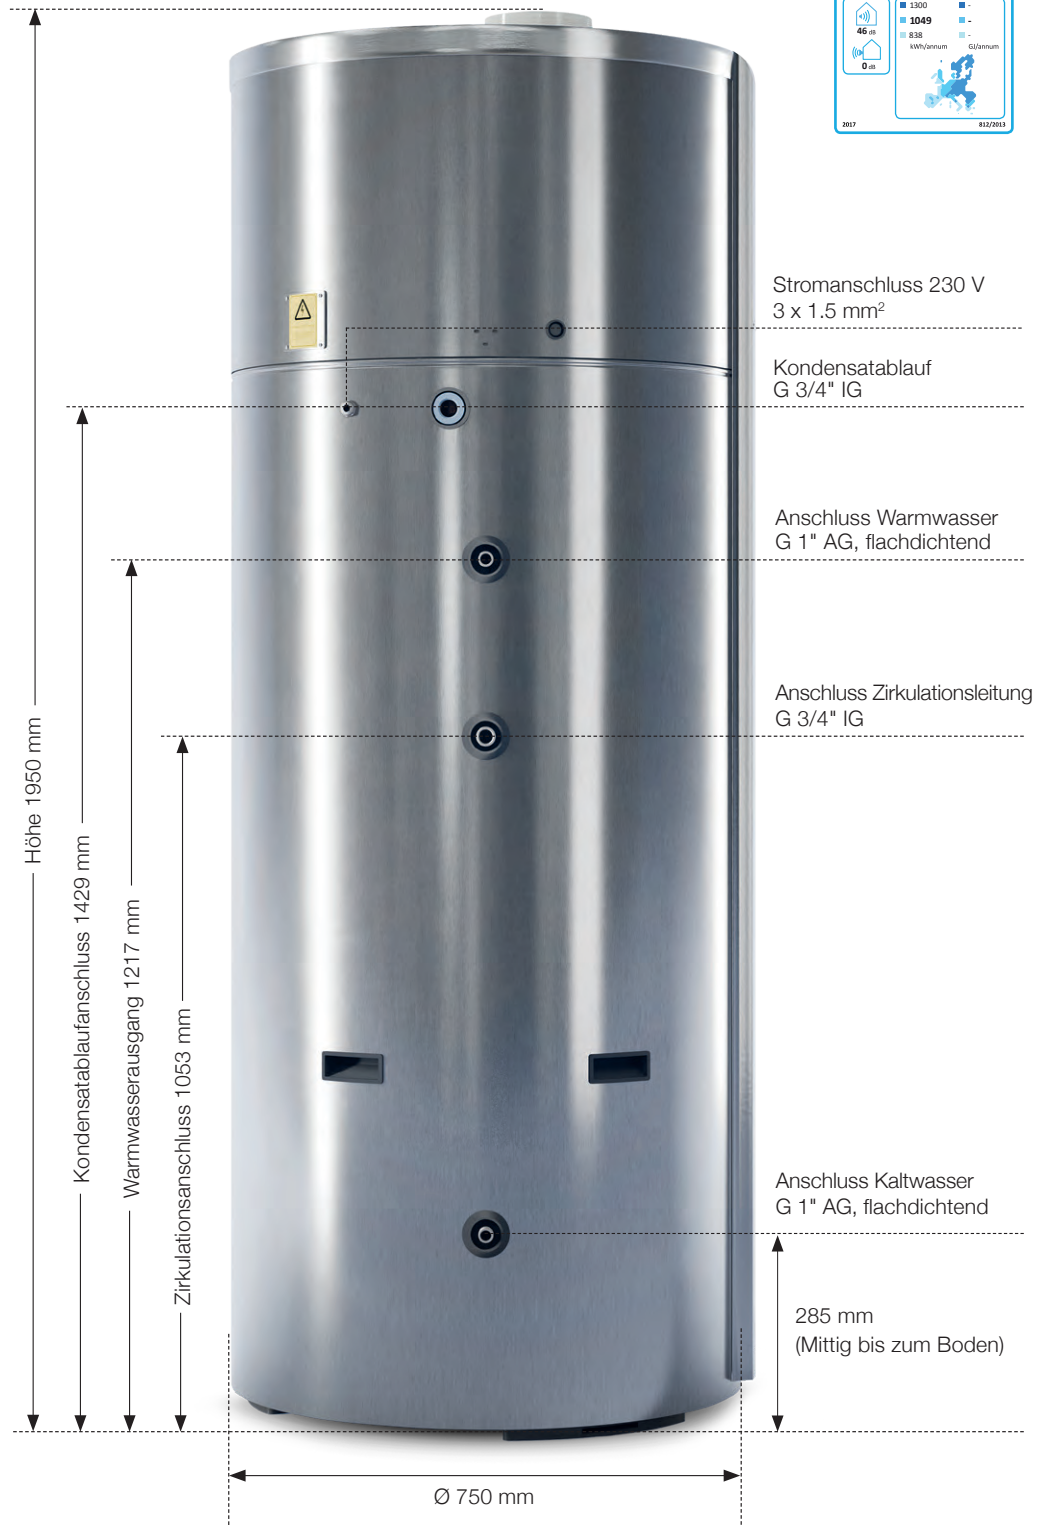 1300 -
46 dB
1049 -
838 -
kWh/annum GJ/annum
0 dB
2017 812/2013
Stromanschluss 230 V
3 x 1.5 mm²
Kondensatablauf
G 3/4" IG
Anschluss Warmwasser
G 1" AG, flachdichtend
Anschluss Zirkulationsleitung
G 3/4" IG
Höhe 1950 mm
Kondensatablaufanschluss 1429 mm
Warmwasserausgang 1217 mm
Zirkulationsanschluss 1053 mm
Anschluss Kaltwasser
G 1" AG, flachdichtend
285 mm
(Mittig bis zum Boden)
Ø 750 mm